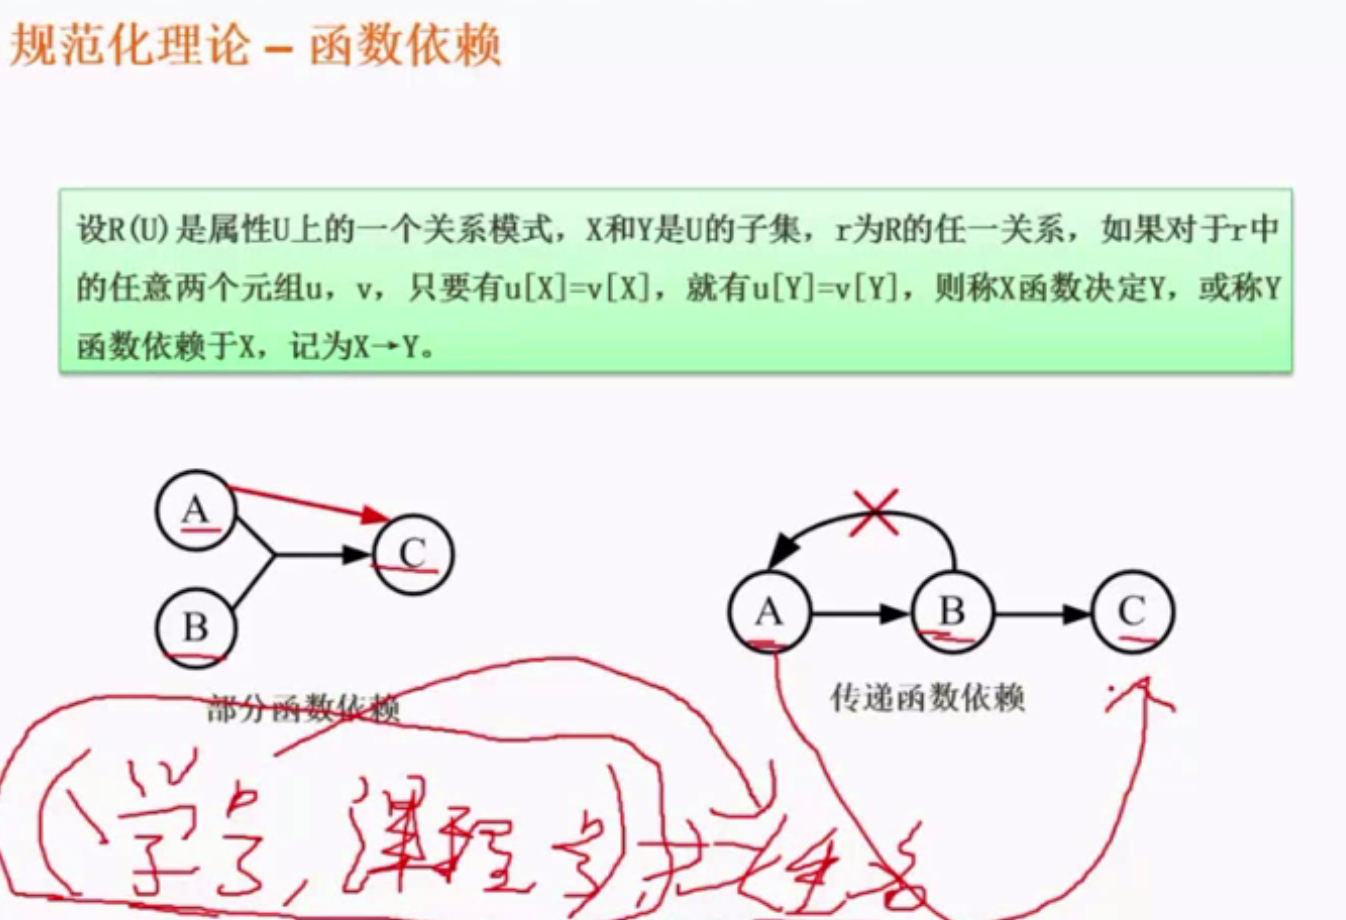 规范化理论 – 函数依赖
设R(U)是属性U上的一个关系模式，X和Y是U的子集，r为R的任一关系，如果对于r中
的任意两个元组u，v，只要有u[X]=v[X]，就有u[Y]=v[Y]，则称X函数决定Y，或称Y
函数依赖于X，记为X→Y。
A
C
B
部分函数依赖
A
B
C
传递函数依赖
(学号, 课程号)